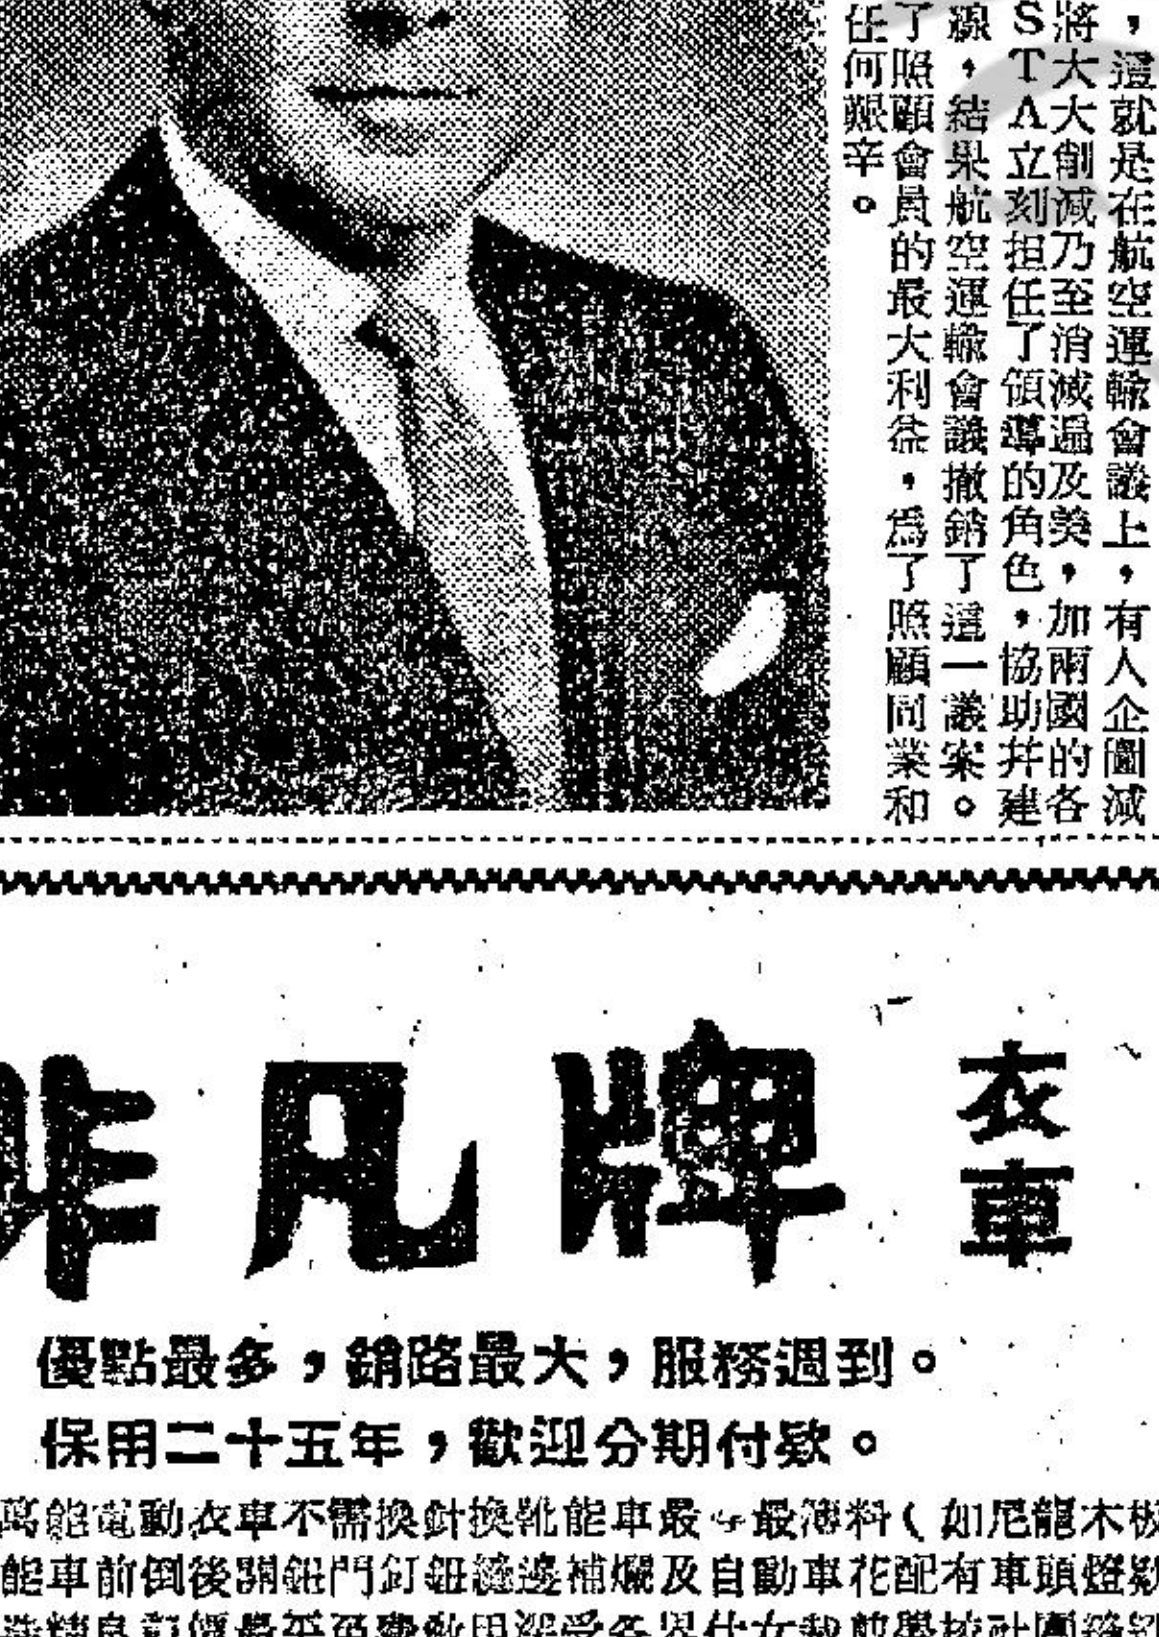 ，這就是在航空運輸會議上，有人企圖減
將大大削減乃至消滅遍及美，加兩國的各
STA立刻担任了領導的角色，協助幷建
線，結果航空運輸會議撤銷了這一議案。
了照顧會員的最大利益，爲了照顧同業和
任何艱辛。
非凡牌
衣車
優點最多，銷路最大，服務週到。
保用二十五年，歡迎分期付欵。
萬能電動衣車不需換針換靴能車最 最薄料（如尼龍木板
能車前倒後開鈕門釘鈕縫邊補爛及自動車花配有車頭燈